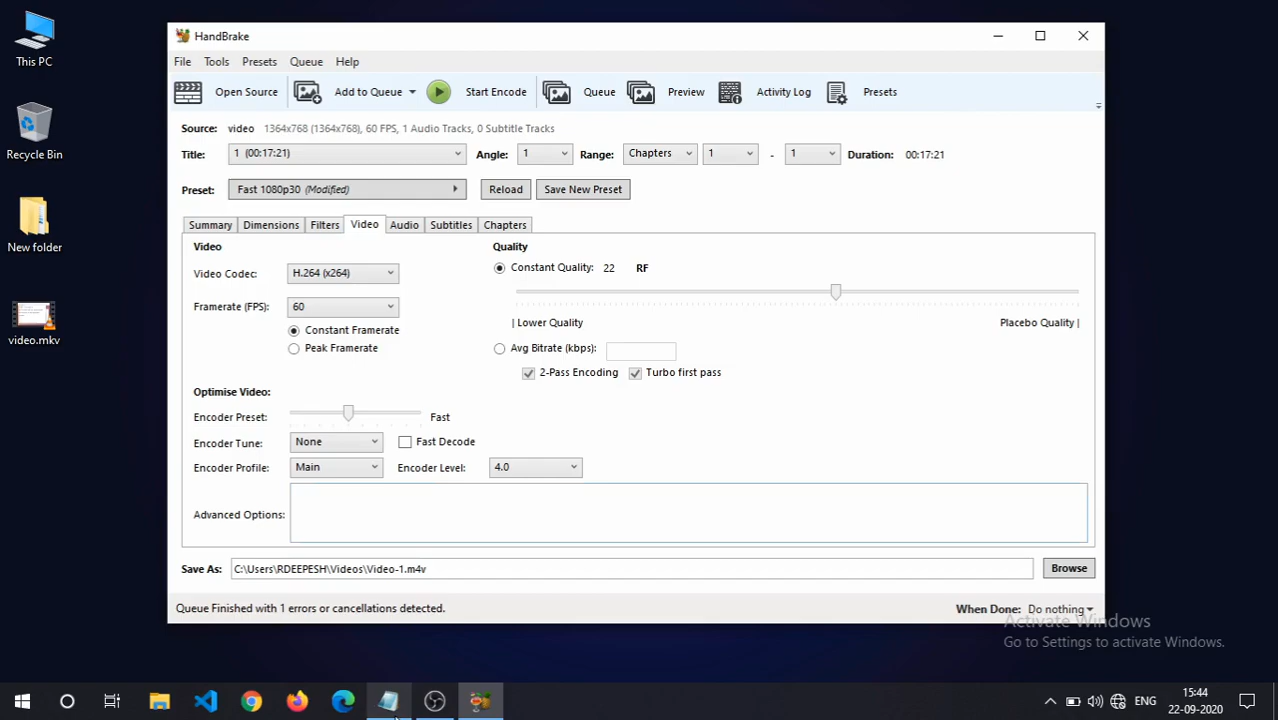 This PC
Recycle Bin
New folder
video.mkv
HandBrake
File Tools Presets Queue Help
Open Source Add to Queue Start Encode Queue Preview Activity Log Presets
Source: video 1364x768 (1364x768), 60 FPS, 1 Audio Tracks, 0 Subtitle Tracks
Title: 1 (00:17:21) Angle: 1 Range: Chapters 1 - 1 Duration: 00:17:21
Preset: Fast 1080p30 (Modified) Reload Save New Preset
Summary Dimensions Filters Video Audio Subtitles Chapters
Video Quality
Video Codec: H.264 (x264) Constant Quality: 22 RF
Framerate (FPS): 60
Constant Framerate | Lower Quality Placebo Quality |
Peak Framerate Avg Bitrate (kbps):
2-Pass Encoding Turbo first pass
Optimise Video:
Encoder Preset: Fast
Encoder Tune: None Fast Decode
Encoder Profile: Main Encoder Level: 4.0
Advanced Options:
Save As: C:\Users\RDEEPESH\Videos\Video-1.m4v Browse
Queue Finished with 1 errors or cancellations detected. When Done: Do nothing
Activate Windows
Go to Settings to activate Windows.
ENG 15:44
22-09-2020